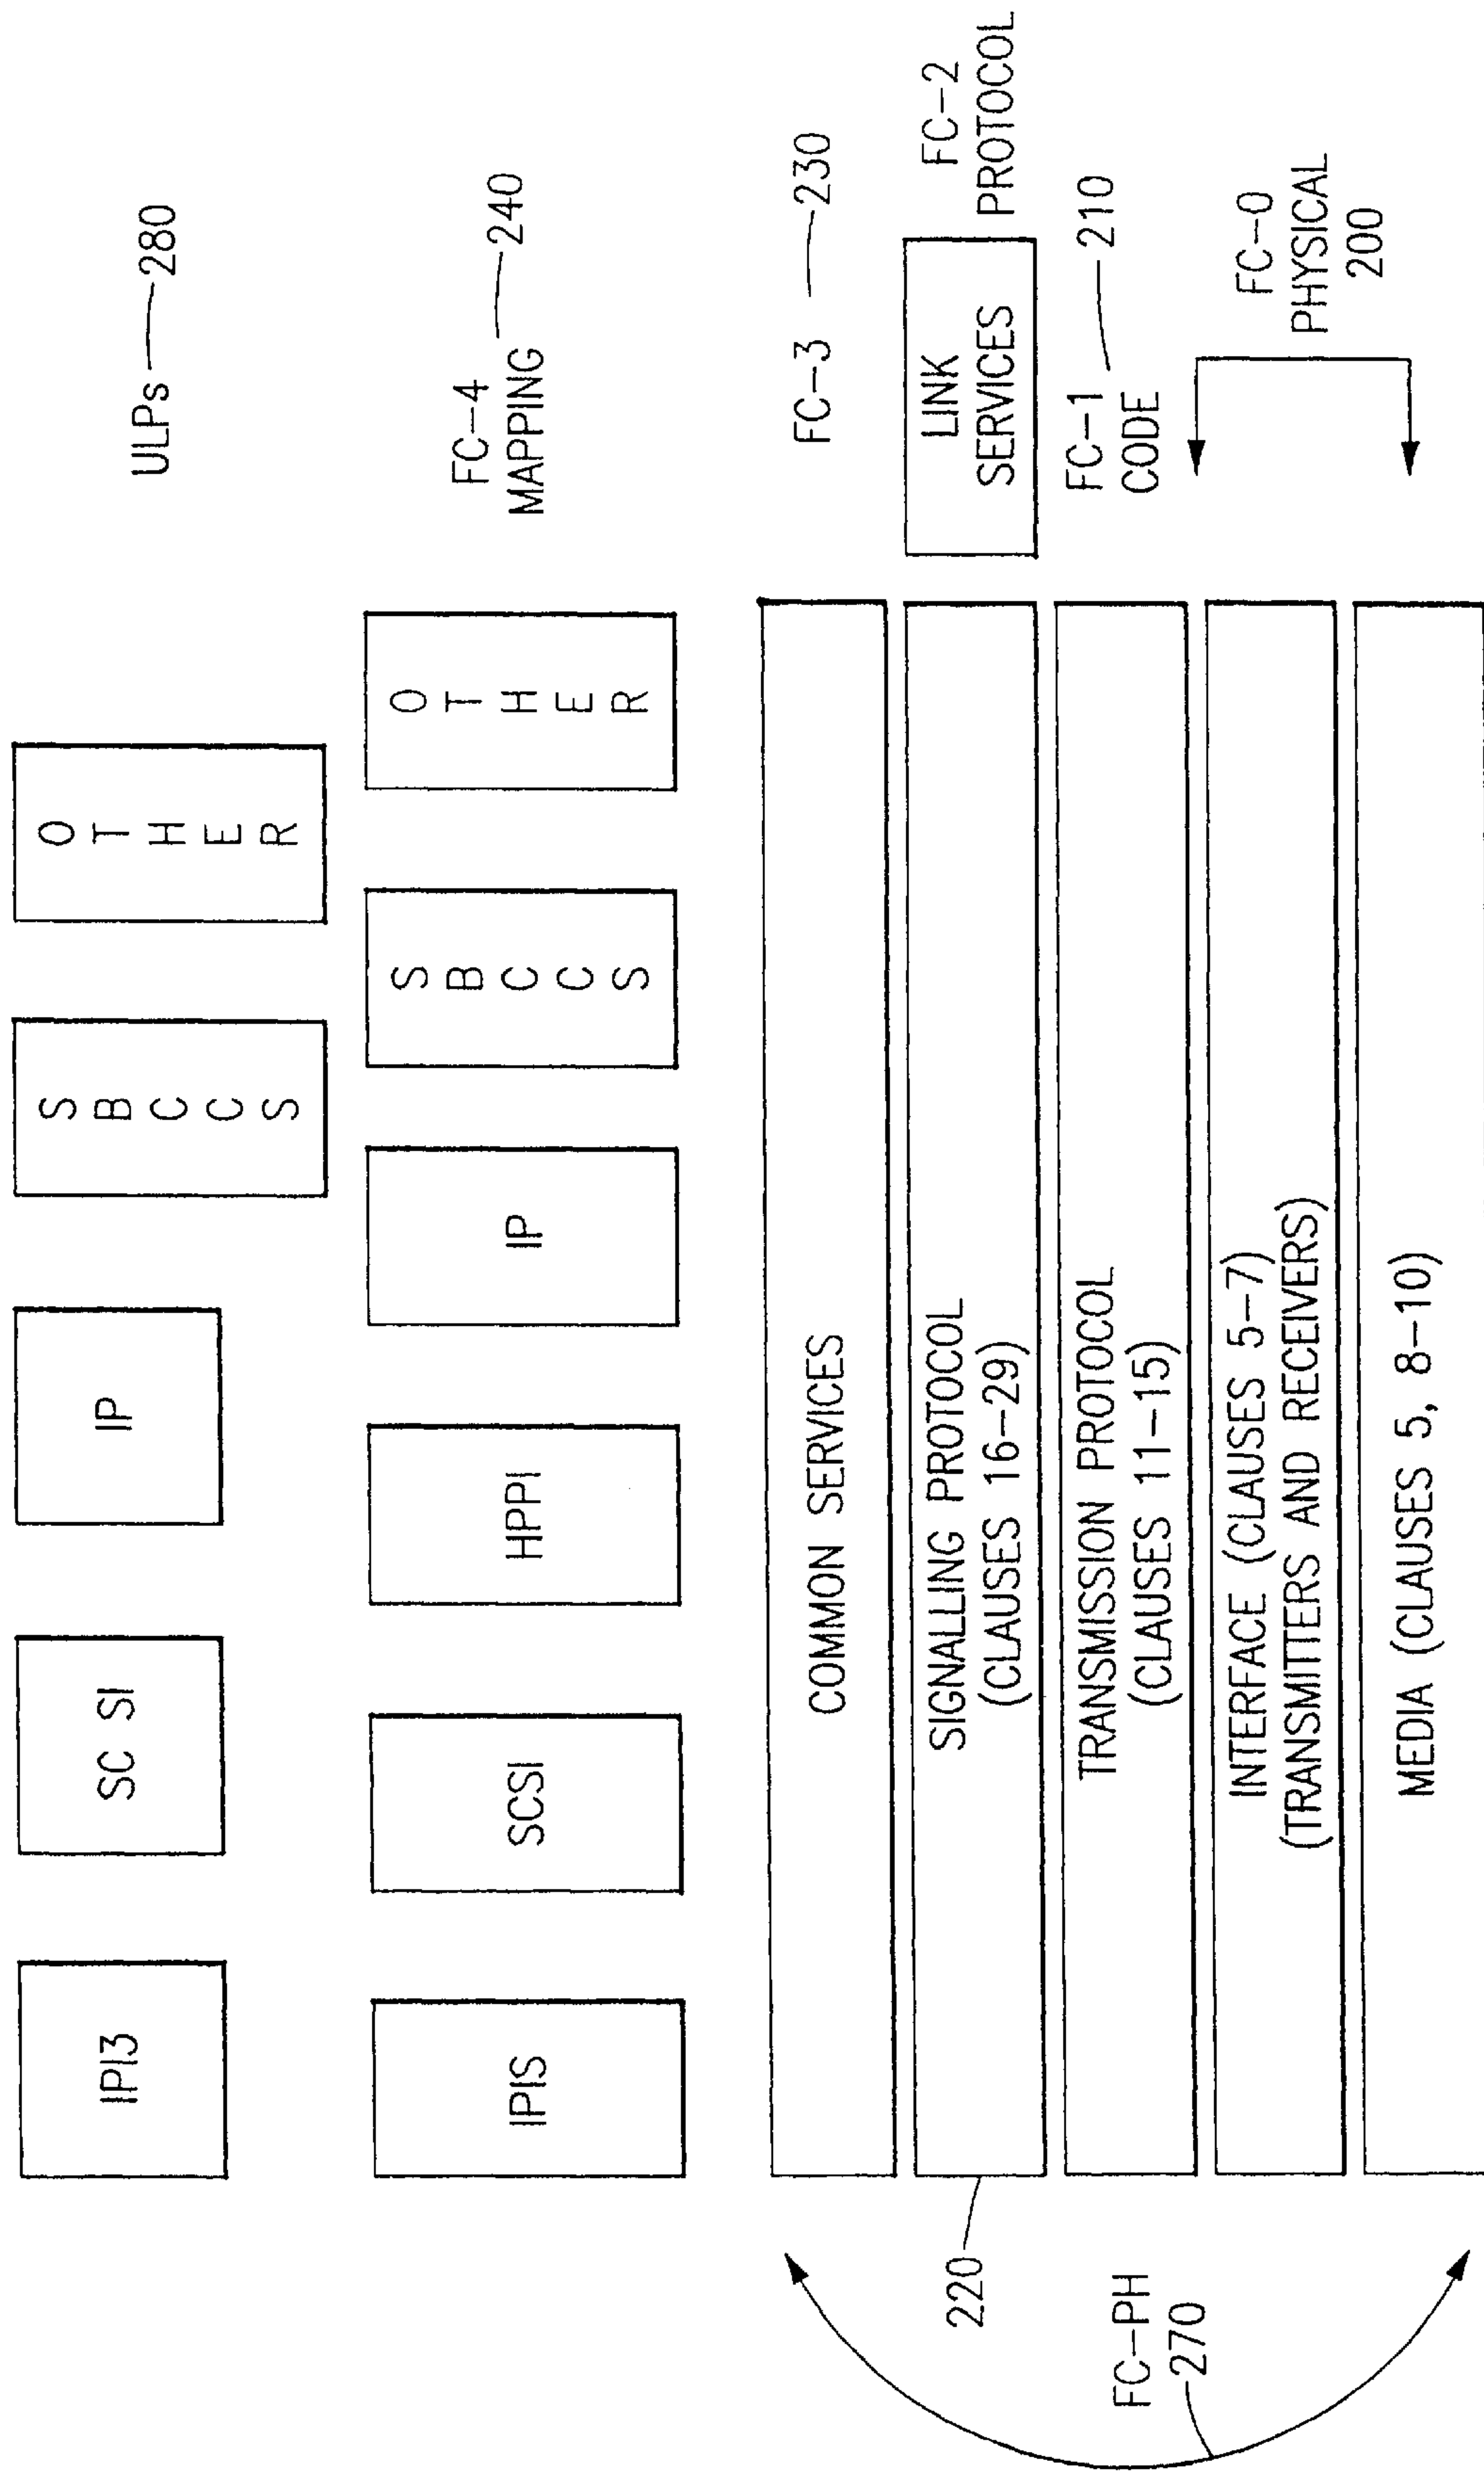 IPI3
SC SI
IP
S
B
C
C
S
O
T
H
E
R
ULPs 280
IPIS
SCSI
HPPI
IP
S
B
C
C
S
O
T
H
E
R
FC-4
MAPPING 240
COMMON SERVICES
FC-3 230
220
SIGNALLING PROTOCOL
(CLAUSES 16-29)
LINK
SERVICES
FC-2
PROTOCOL
TRANSMISSION PROTOCOL
(CLAUSES 11-15)
FC-1
CODE
210
INTERFACE (CLAUSES 5-7)
(TRANSMITTERS AND RECEIVERS)
FC-0
PHYSICAL
200
MEDIA (CLAUSES 5, 8-10)
FC-PH
270